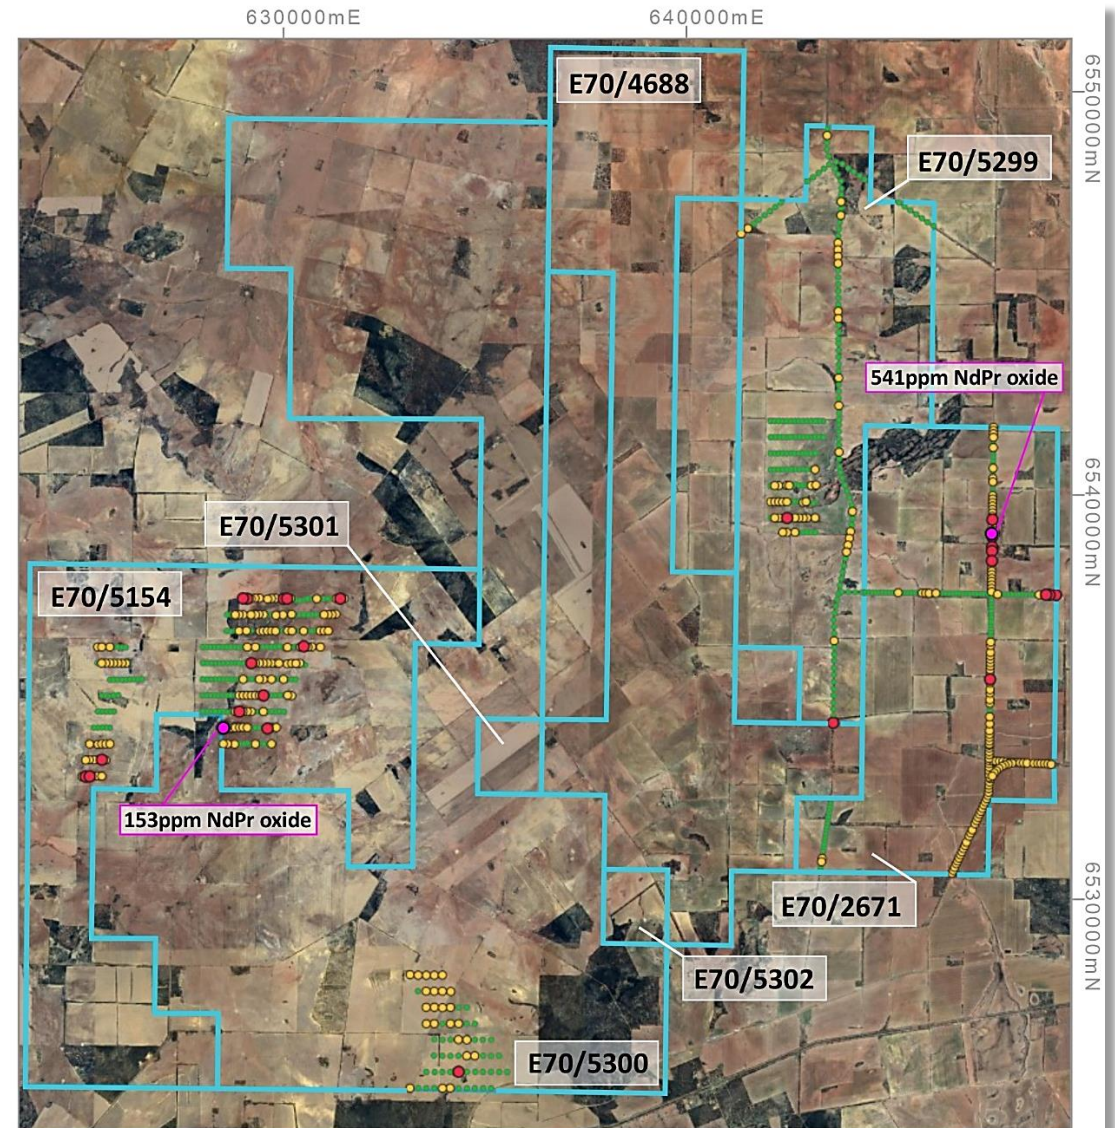 630000mE
640000mE
6550000mN
E70/4688
E70/5299
541ppm NdPr oxide
6540000mN
E70/5301
E70/5154
153ppm NdPr oxide
6530000mN
E70/2671
E70/5302
E70/5300